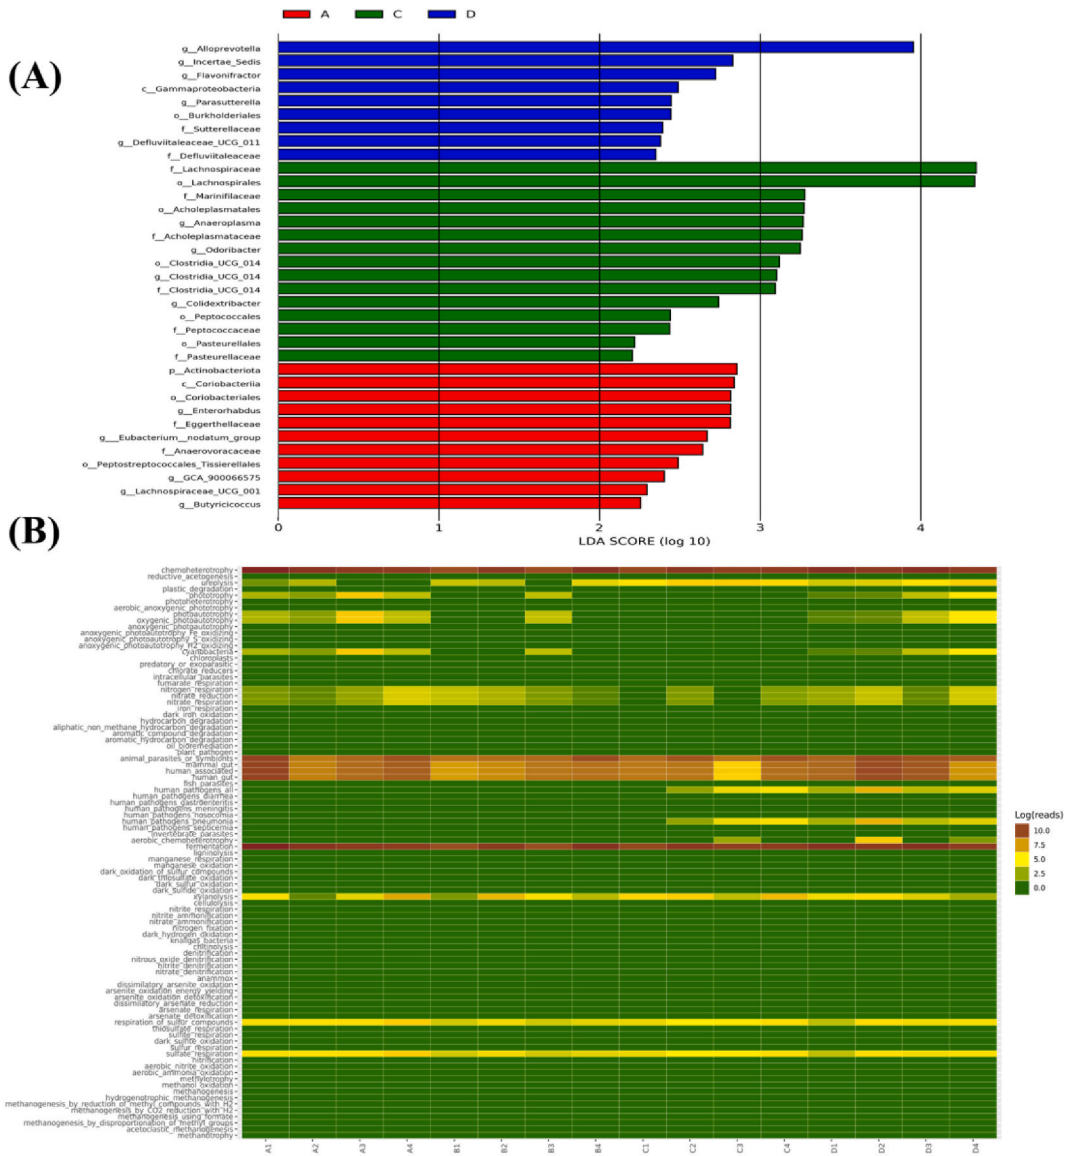 A C D
(A)
g__Alloprevotella
g__Incertae_Sedis
g__Flavonifractor
c__Gammaproteobacteria
g__Parasutterella
o__Burkholderiales
f__Sutterellaceae
g__Defluviitaleaceae_UCG_011
f__Defluviitaleaceae
f__Lachnospiraceae
o__Lachnospirales
f__Marinifilaceae
o__Acholeplasmatales
g__Anaeroplasma
f__Acholeplasmataceae
g__Odoribacter
o__Clostridia_UCG_014
g__Clostridia_UCG_014
f__Clostridia_UCG_014
g__Colidextribacter
o__Peptococcales
f__Peptococcaceae
o__Pasteurellales
f__Pasteurellaceae
p__Actinobacteriota
c__Coriobacteriia
o__Coriobacteriales
g__Enterorhabdus
f__Eggerthellaceae
g___Eubacterium__nodatum_group
f__Anaerovoracaceae
o__Peptostreptococcales_Tissierellales
g__GCA_900066575
g__Lachnospiraceae_UCG_001
g__Butyricicoccus
0 1 2 3 4
LDA SCORE (log 10)
(B)
chemoheterotrophy
reductive_acetogenesis
ureolysis
plastic_degradation
phototrophy
photoheterotrophy
aerobic_anoxygenic_phototrophy
photoautotrophy
oxygenic_photoautotrophy
anoxygenic_photoautotrophy
anoxygenic_photoautotrophy_Fe_oxidizing
anoxygenic_photoautotrophy_S_oxidizing
anoxygenic_photoautotrophy_H2_oxidizing
cyanobacteria
chloroplasts
predatory_or_exoparasitic
chlorate_reducers
intracellular_parasites
fumarate_respiration
nitrogen_respiration
nitrate_reduction
nitrate_respiration
iron_respiration
dark_iron_oxidation
hydrocarbon_degradation
aliphatic_non_methane_hydrocarbon_degradation
aromatic_compound_degradation
aromatic_hydrocarbon_degradation
oil_bioremediation
plant_pathogen
animal_parasites_or_symbionts
mammal_gut
human_associated
human_gut
fish_parasites
human_pathogens_all
human_pathogens_diarrhea
human_pathogens_gastroenteritis
human_pathogens_meningitis
human_pathogens_nosocomia
human_pathogens_pneumonia
human_pathogens_septicemia
invertebrate_parasites
aerobic_chemoheterotrophy
fermentation
ligninolysis
manganese_respiration
manganese_oxidation
dark_oxidation_of_sulfur_compounds
dark_thiosulfate_oxidation
dark_sulfur_oxidation
dark_sulfide_oxidation
xylanolysis
cellulolysis
nitrite_respiration
nitrite_ammonification
nitrate_ammonification
nitrogen_fixation
dark_hydrogen_oxidation
knallgas_bacteria
chitinolysis
denitrification
nitrous_oxide_denitrification
nitrite_denitrification
nitrate_denitrification
anammox
dissimilatory_arsenite_oxidation
arsenite_oxidation_energy_yielding
arsenite_oxidation_detoxification
dissimilatory_arsenate_reduction
arsenate_respiration
arsenate_detoxification
respiration_of_sulfur_compounds
thiosulfate_respiration
sulfite_respiration
dark_sulfite_oxidation
sulfur_respiration
sulfate_respiration
nitrification
aerobic_nitrite_oxidation
aerobic_ammonia_oxidation
methylotrophy
methanol_oxidation
methanogenesis
hydrogenotrophic_methanogenesis
methanogenesis_by_reduction_of_methyl_compounds_with_H2
methanogenesis_by_CO2_reduction_with_H2
methanogenesis_using_formate
methanogenesis_by_disproportionation_of_methyl_groups
acetoclastic_methanogenesis
methanotrophy
A1 A2 A3 A4 B1 B2 B3 B4 C1 C2 C3 C4 D1 D2 D3 D4
Log(reads)
10.0
7.5
5.0
2.5
0.0